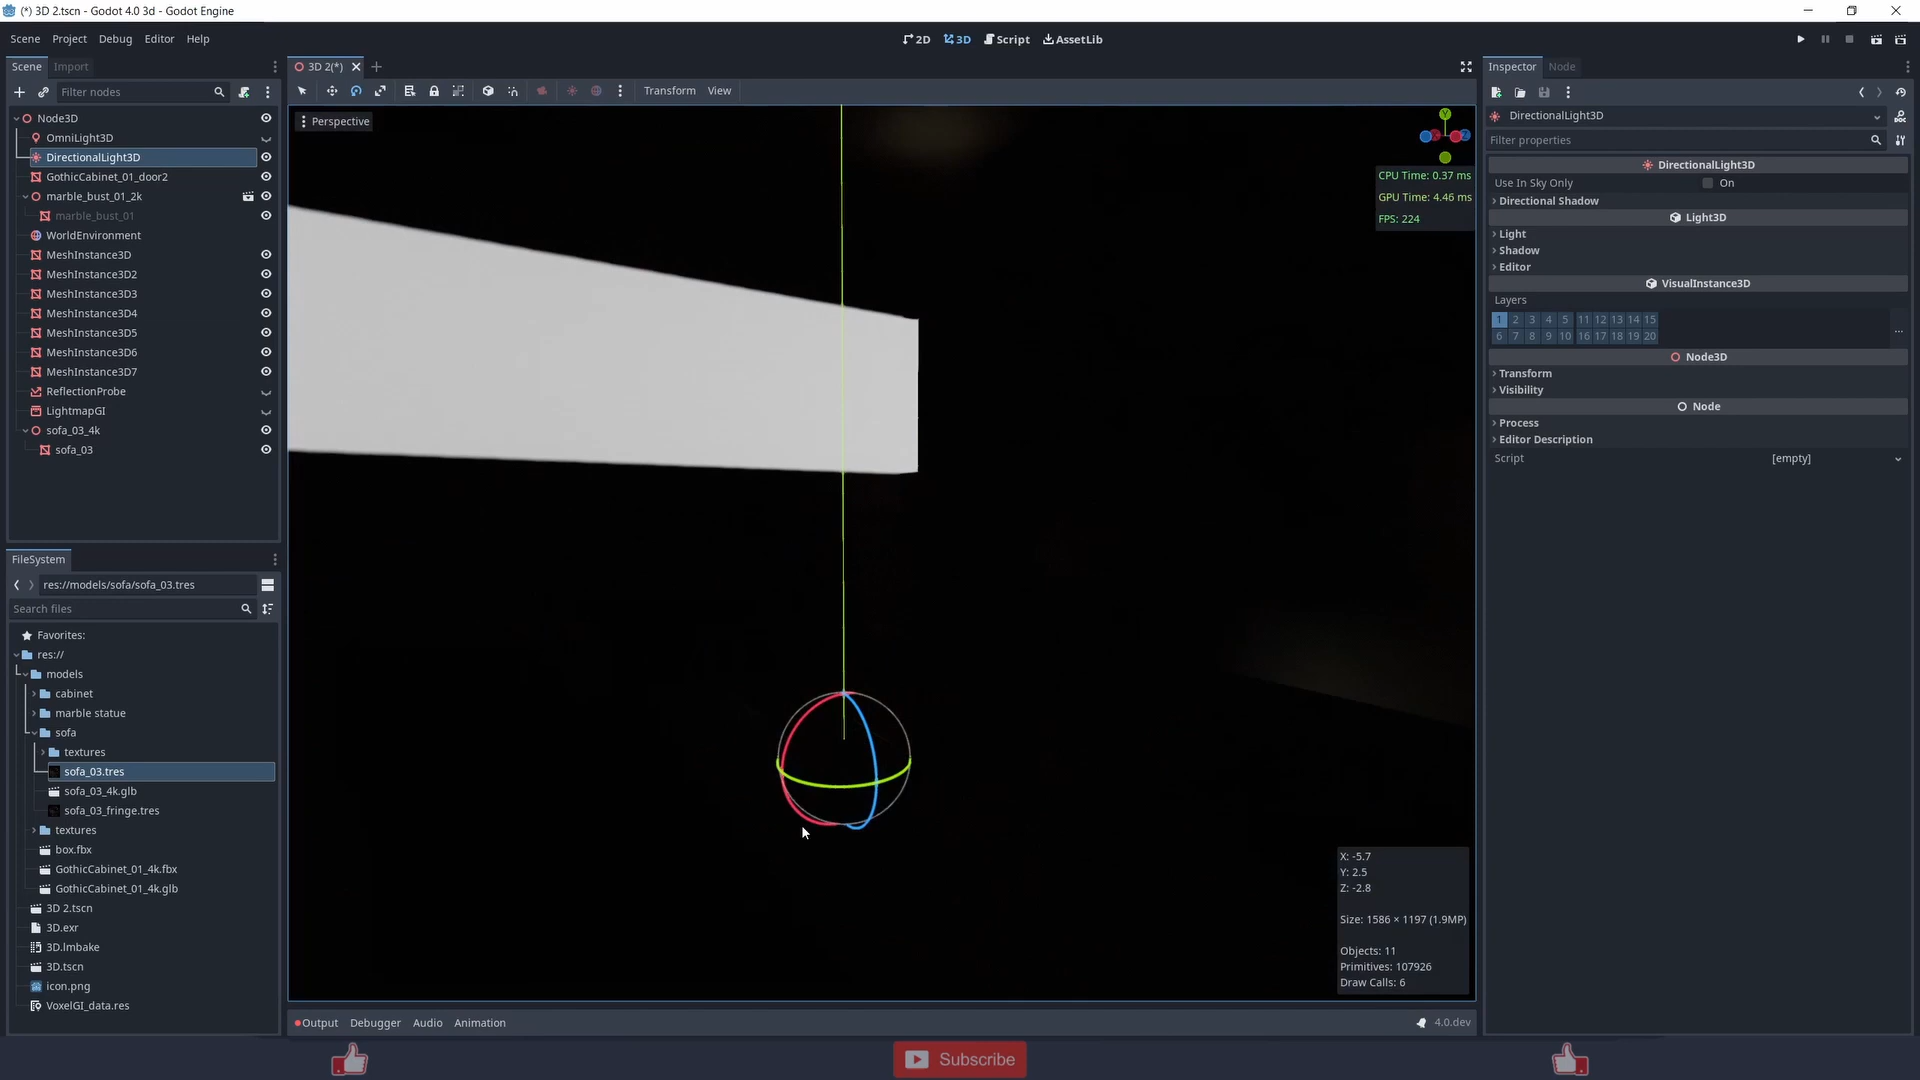 (*) 3D 2.tscn - Godot 4.0 3d - Godot Engine
Scene Project Debug Editor Help
2D 3D Script AssetLib
Scene Import
Filter nodes
Node3D
OmniLight3D
DirectionalLight3D
GothicCabinet_01_door2
marble_bust_01_2k
marble_bust_01
WorldEnvironment
MeshInstance3D
MeshInstance3D2
MeshInstance3D3
MeshInstance3D4
MeshInstance3D5
MeshInstance3D6
MeshInstance3D7
ReflectionProbe
LightmapGI
sofa_03_4k
sofa_03
FileSystem
res://models/sofa/sofa_03.tres
Search files
Favorites:
res://
models
cabinet
marble statue
sofa
textures
sofa_03.tres
sofa_03_4k.glb
sofa_03_fringe.tres
textures
box.fbx
GothicCabinet_01_4k.fbx
GothicCabinet_01_4k.glb
3D 2.tscn
3D.exr
3D.lmbake
3D.tscn
icon.png
VoxelGI_data.res
3D 2(*)
Transform View
Perspective
Y
Z
CPU Time: 0.37 ms
GPU Time: 4.46 ms
FPS: 224
X: -5.7
Y: 2.5
Z: -2.8
Size: 1586 × 1197 (1.9MP)
Objects: 11
Primitives: 107926
Draw Calls: 6
Output Debugger Audio Animation
4.0.dev
Inspector Node
DirectionalLight3D
DOC
Filter properties
DirectionalLight3D
Use In Sky Only On
Directional Shadow
Light3D
Light
Shadow
Editor
VisualInstance3D
Layers
1 2 3 4 5 11 12 13 14 15
6 7 8 9 10 16 17 18 19 20
...
Node3D
Transform
Visibility
Node
Process
Editor Description
Script [empty]
Subscribe